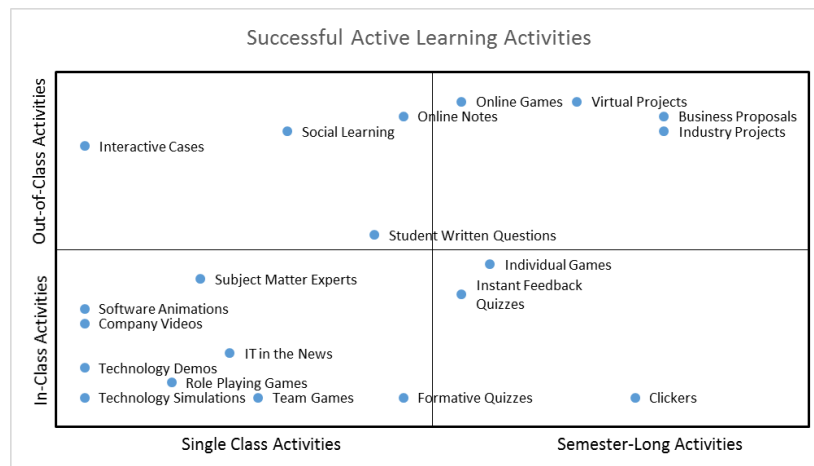 Successful Active Learning Activities
Out-of-Class Activities
In-Class Activities
Online Games
Virtual Projects
Online Notes
Business Proposals
Social Learning
Industry Projects
Interactive Cases
Student Written Questions
Individual Games
Subject Matter Experts
Instant Feedback
Quizzes
Software Animations
Company Videos
IT in the News
Technology Demos
Role Playing Games
Technology Simulations
Team Games
Formative Quizzes
Clickers
Single Class Activities
Semester-Long Activities